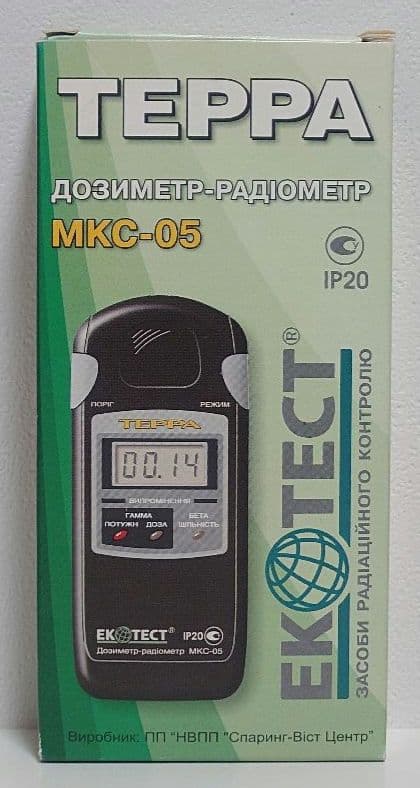 ТЕРРА
ДОЗИМЕТР-РАДІОМЕТР
МКС-05
IP20
ПОРІГ
РЕЖИМ
ТЕРРА
00.14
ВИПРОМІНЕННЯ
ГАММА
БЕТА
ПОТУЖН
ДОЗА
ЩІЛЬНІСТЬ
ЕКОТЕСТ®
IP20
Дозиметр-радіометр МКС-05
ЕКОТЕСТ®
ЗАСОБИ РАДІАЦІЙНОГО КОНТРОЛЮ
Виробник: ПП "НВПП "Спаринг-Віст Центр"